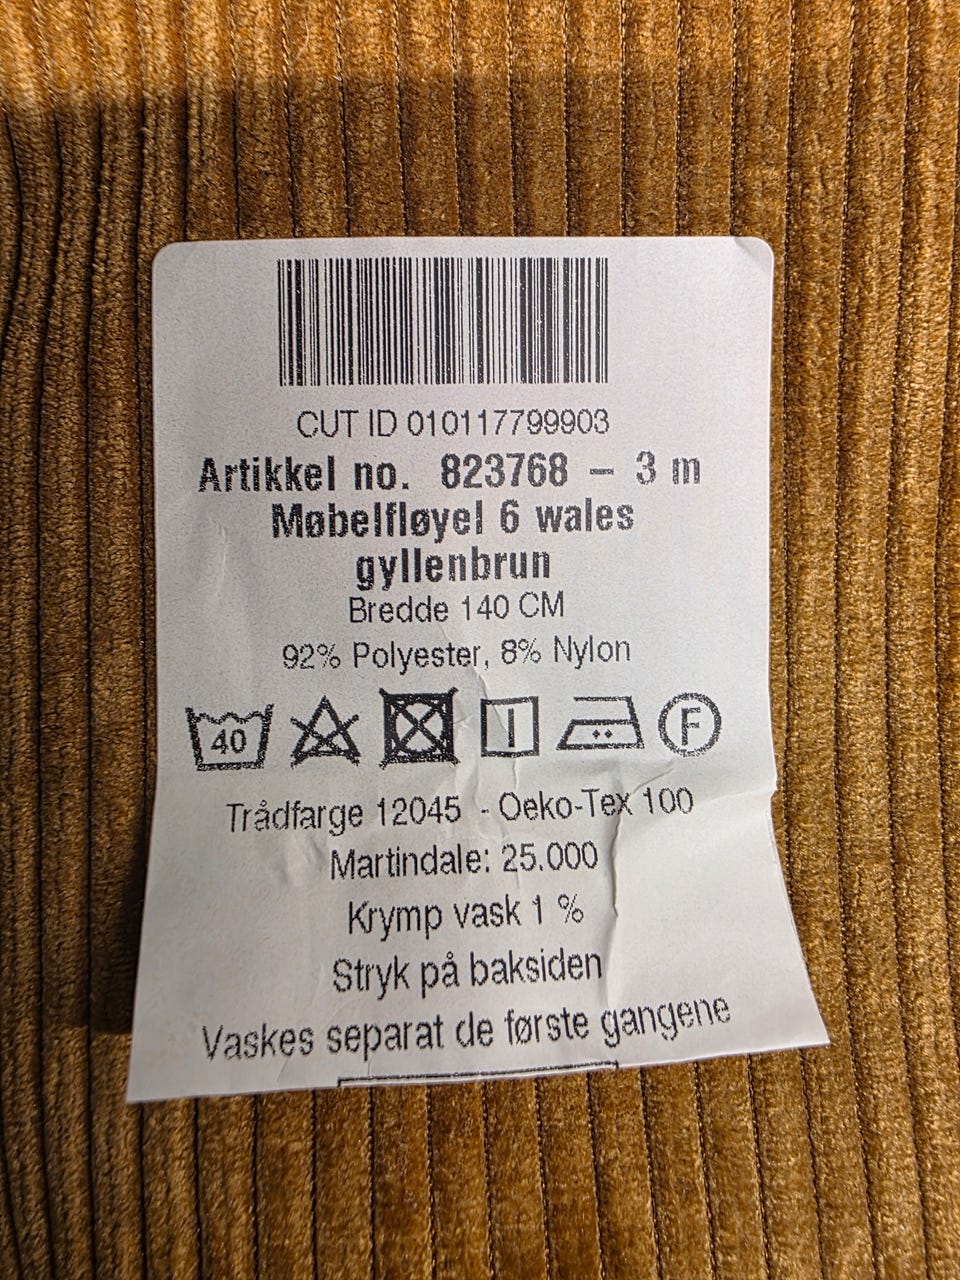 CUT ID 010117799903
Artikkel no. 823768 – 3 m
Møbelfløyel 6 wales
gyllenbrun
Bredde 140 CM
92% Polyester, 8% Nylon
40 F
Trådfarge 12045 - Oeko-Tex 100
Martindale: 25.000
Krymp vask 1 %
Stryk på baksiden
Vaskes separat de første gangene